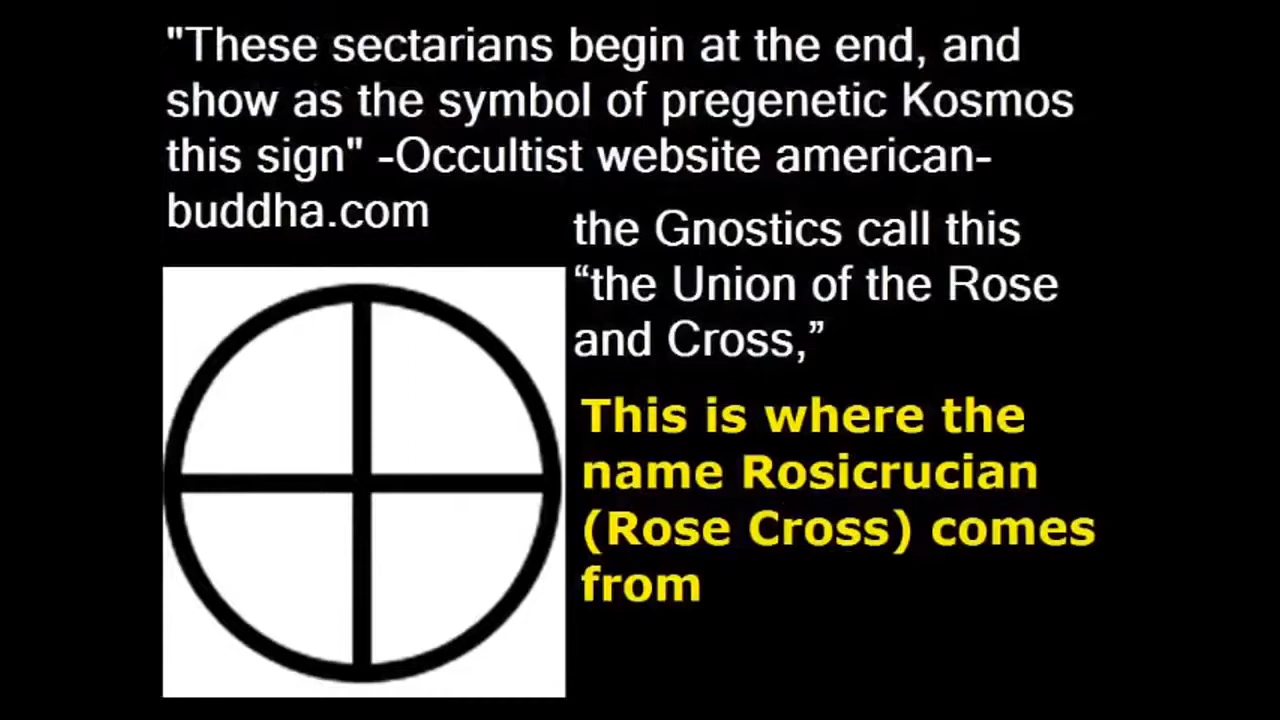 "These sectarians begin at the end, and
show as the symbol of pregenetic Kosmos
this sign" -Occultist website american-
buddha.com
the Gnostics call this
“the Union of the Rose
and Cross,”
This is where the
name Rosicrucian
(Rose Cross) comes
from